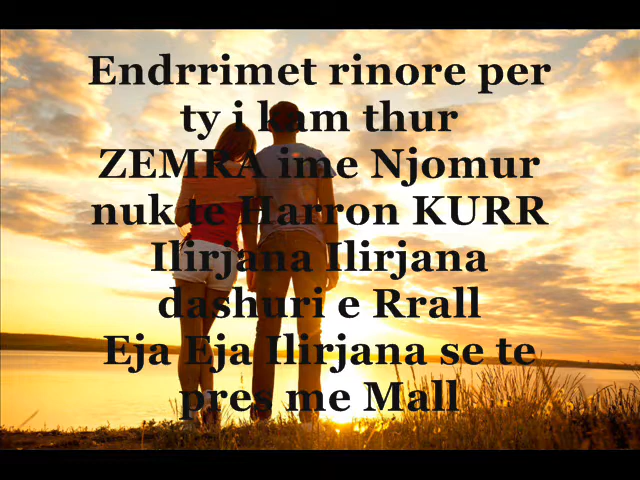 Endrrimet rinore per
ty i kam thur
ZEMRA ime Njomur
nuk te Harron KURR
Ilirjana Ilirjana
dashuri e Rrall
Eja Eja Ilirjana se te
pres me Mall